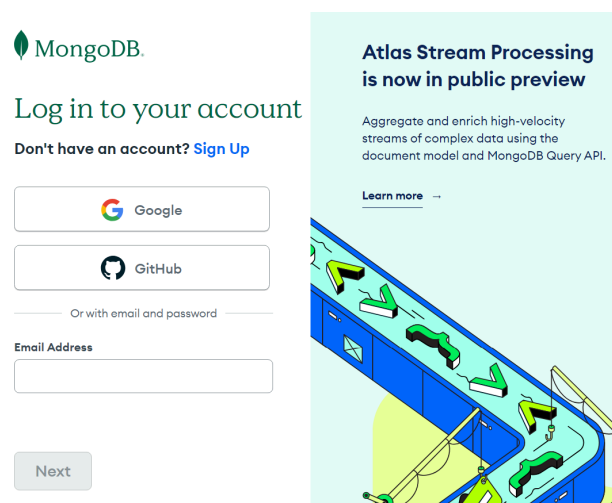 MongoDB.
Log in to your account
Don't have an account? Sign Up
Google
GitHub
Or with email and password
Email Address
Next
Atlas Stream Processing
is now in public preview
Aggregate and enrich high-velocity
streams of complex data using the
document model and MongoDB Query API.
Learn more →